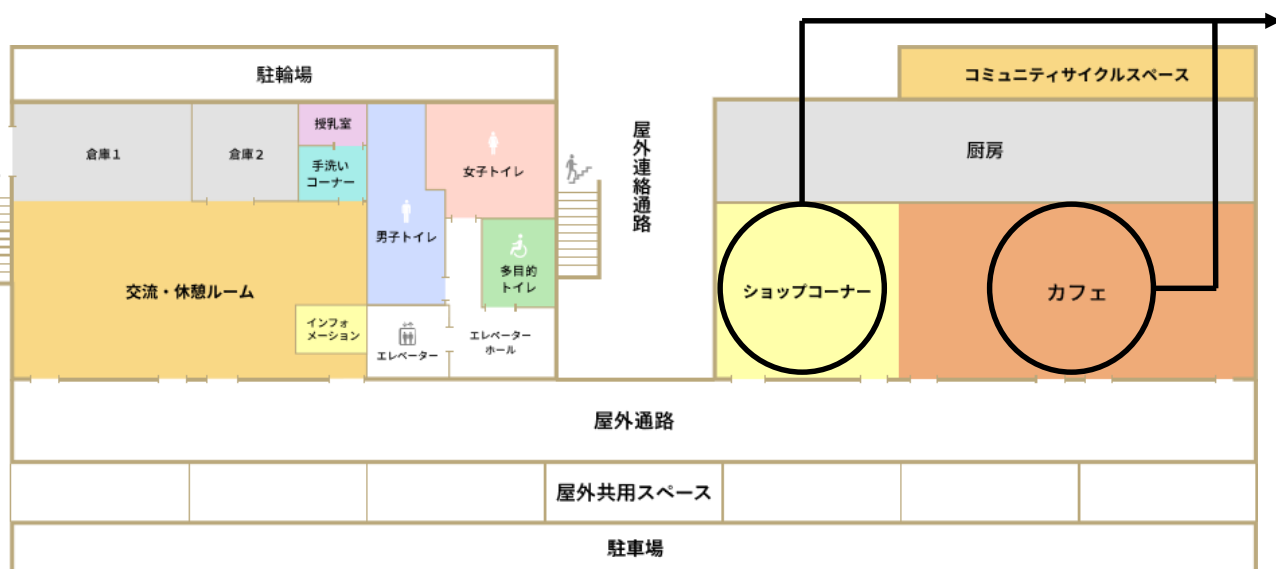 駐輪場
コミュニティサイクルスペース
倉庫１
倉庫２
授乳室
手洗い
コーナー
男子トイレ
女子トイレ
多目的
トイレ
屋外連絡通路
厨房
交流・休憩ルーム
インフォ
メーション
エレベーター
エレベーター
ホール
ショップコーナー
カフェ
屋外通路
屋外共用スペース
駐車場